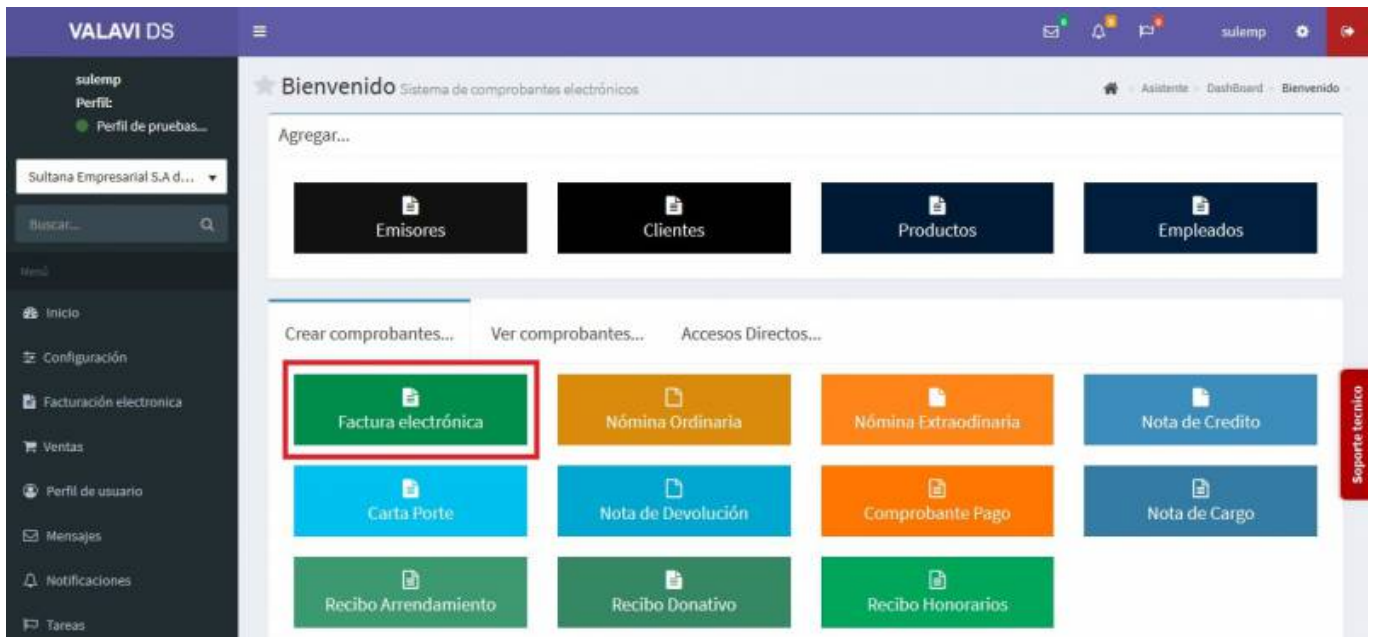 VALAVI DS
sulemp
sulemp
Perfil:
Perfil de pruebas...
Sultana Empresarial S.A d...
Buscar...
Menú
Inicio
Configuración
Facturación electronica
Ventas
Perfil de usuario
Mensajes
Notificaciones
Tareas
Bienvenido Sistema de comprobantes electrónicos
Asistente DashBoard Bienvenido
Agregar...
Emisores
Clientes
Productos
Empleados
Crear comprobantes... Ver comprobantes... Accesos Directos...
Factura electrónica
Nómina Ordinaria
Nómina Extraodinaria
Nota de Credito
Carta Porte
Nota de Devolución
Comprobante Pago
Nota de Cargo
Recibo Arrendamiento
Recibo Donativo
Recibo Honorarios
Soporte tecnico